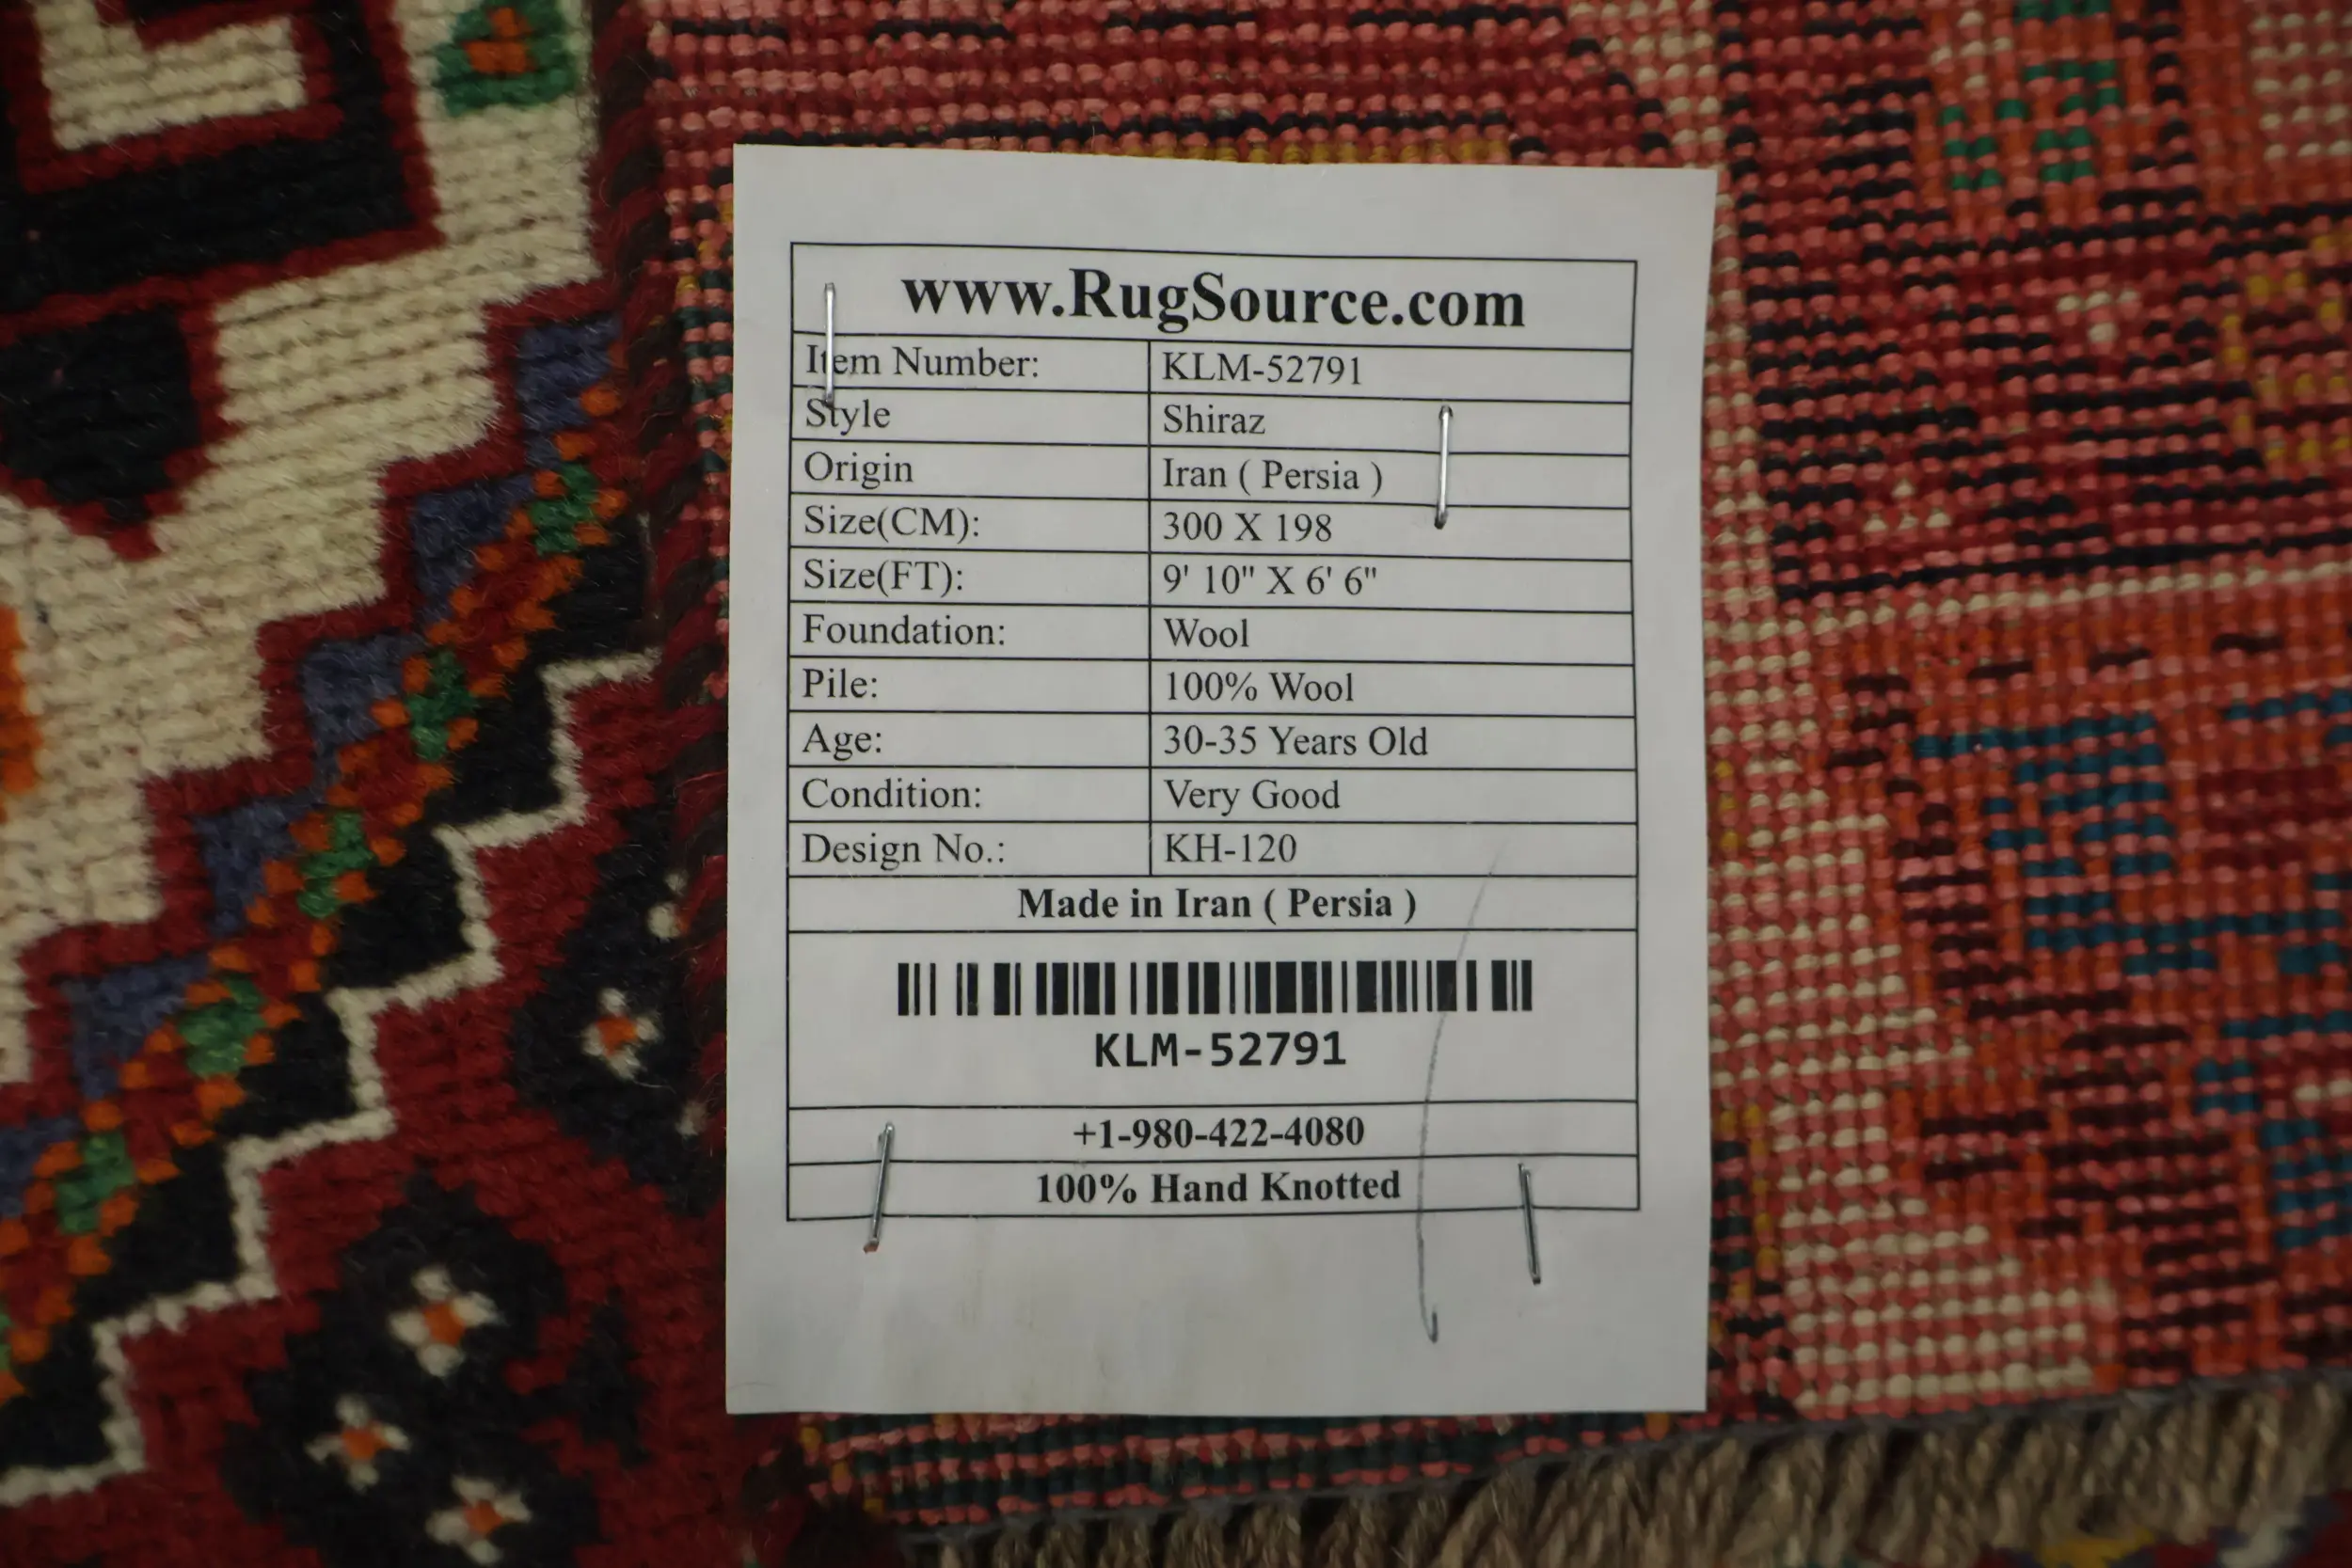 www.RugSource.com
Item Number: KLM-52791
Style Shiraz
Origin Iran ( Persia )
Size(CM): 300 X 198
Size(FT): 9' 10" X 6' 6"
Foundation: Wool
Pile: 100% Wool
Age: 30-35 Years Old
Condition: Very Good
Design No.: KH-120
Made in Iran ( Persia )
KLM-52791
+1-980-422-4080
100% Hand Knotted